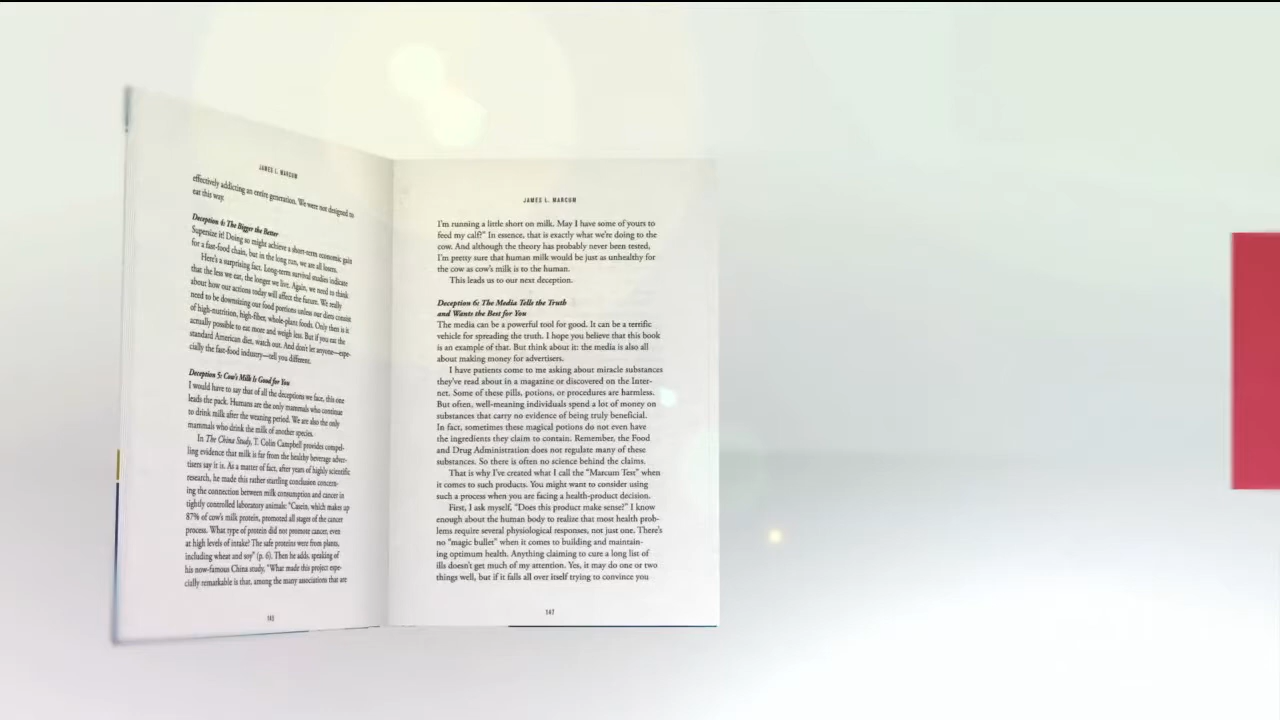 JAMES L. MARCUM
effectively addicting an entire generation. We were not designed to
eat this way.
Deception 4: The Bigger the Better
Supersize it! Doing so might achieve a short-term economic gain
for a fast-food chain, but in the long run, we are all losers.
Here's a surprising fact. Long-term survival studies indicate
that the less we eat, the longer we live. Again, we need to think
about how our actions today will affect the future. We really
need to be downsizing our food portions unless our diets consist
of high-nutrition, high-fiber, whole-plant foods. Only then is it
actually possible to eat more and weigh less. But if you eat the
standard American diet, watch out. And don't let anyone—espe-
cially the fast-food industry—tell you different.
Deception 5: Cow's Milk Is Good for You
I would have to say that of all the deceptions we face, this one
leads the pack. Humans are the only mammals who continue
to drink milk after the weaning period. We are also the only
mammals who drink the milk of another species.
In The China Study, T. Colin Campbell provides compel-
ling evidence that milk is far from the healthy beverage adver-
tisers say it is. As a matter of fact, after years of highly scientific
research, he made this rather startling conclusion concern-
ing the connection between milk consumption and cancer in
tightly controlled laboratory animals: "Casein, which makes up
87% of cow's milk protein, promoted all stages of the cancer
process. What type of protein did not promote cancer, even
at high levels of intake? The safe proteins were from plants,
including wheat and soy" (p. 6). Then he adds, speaking of
his now-famous China study, "What made this project espe-
cially remarkable is that, among the many associations that are
JAMES L. MARCUM
I'm running a little short on milk. May I have some of yours to
feed my calf?" In essence, that is exactly what we're doing to the
cow. And although the theory has probably never been tested,
I'm pretty sure that human milk would be just as unhealthy for
the cow as cow's milk is to the human.
This leads us to our next deception.
Deception 6: The Media Tells the Truth
and Wants the Best for You
The media can be a powerful tool for good. It can be a terrific
vehicle for spreading the truth. I hope you believe that this book
is an example of that. But think about it: the media is also all
about making money for advertisers.
I have patients come to me asking about miracle substances
they've read about in a magazine or discovered on the Inter-
net. Some of these pills, potions, or procedures are harmless.
But often, well-meaning individuals spend a lot of money on
substances that carry no evidence of being truly beneficial.
In fact, sometimes these magical potions do not even have
the ingredients they claim to contain. Remember, the Food
and Drug Administration does not regulate many of these
substances. So there is often no science behind the claims.
That is why I've created what I call the "Marcum Test" when
it comes to such products. You might want to consider using
such a process when you are facing a health-product decision.
First, I ask myself, "Does this product make sense?" I know
enough about the human body to realize that most health prob-
lems require several physiological responses, not just one. There's
no "magic bullet" when it comes to building and maintain-
ing optimum health. Anything claiming to cure a long list of
ills doesn't get much of my attention. Yes, it may do one or two
things well, but if it falls all over itself trying to convince you
147